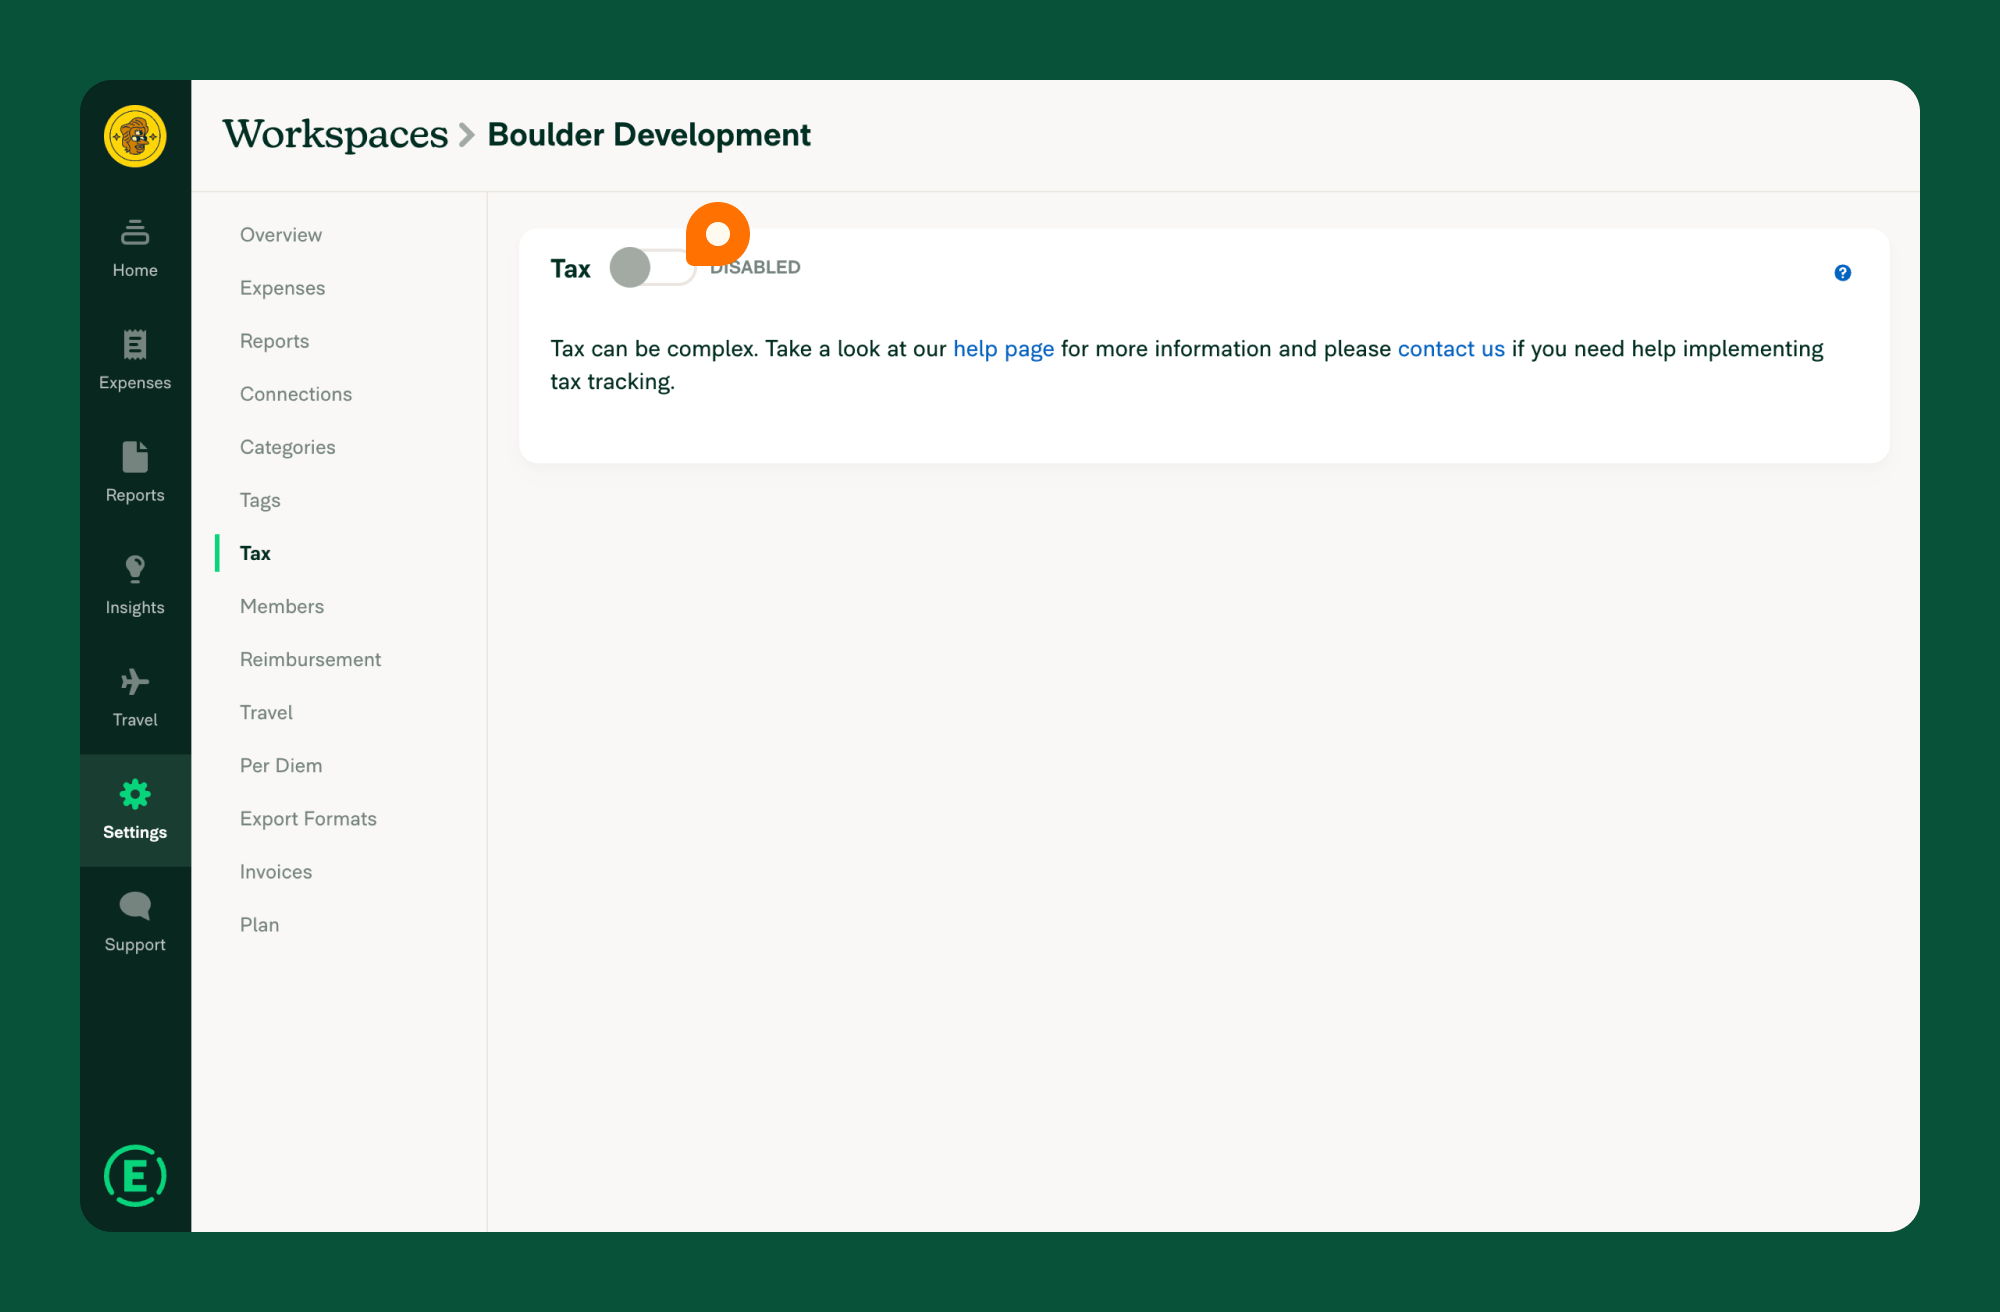 Workspaces > Boulder Development
Home
Expenses
Reports
Insights
Travel
Settings
Support
E
Overview
Expenses
Reports
Connections
Categories
Tags
Tax
Members
Reimbursement
Travel
Per Diem
Export Formats
Invoices
Plan
Tax DISABLED
?
Tax can be complex. Take a look at our help page for more information and please contact us if you need help implementing
tax tracking.